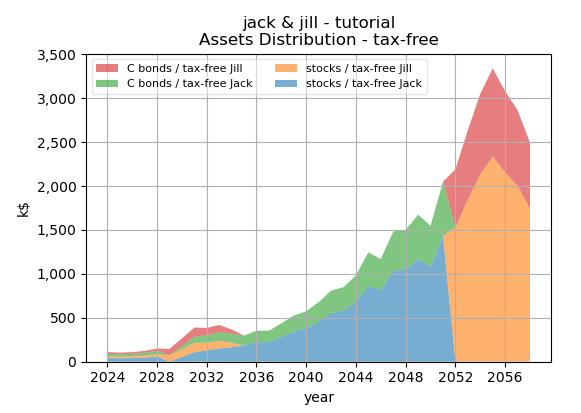 jack & jill - tutorial
Assets Distribution - tax-free
C bonds / tax-free Jill
C bonds / tax-free Jack
stocks / tax-free Jill
stocks / tax-free Jack
k$
3,500
3,000
2,500
2,000
1,500
1,000
500
0
2024 2028 2032 2036 2040 2044 2048 2052 2056
year